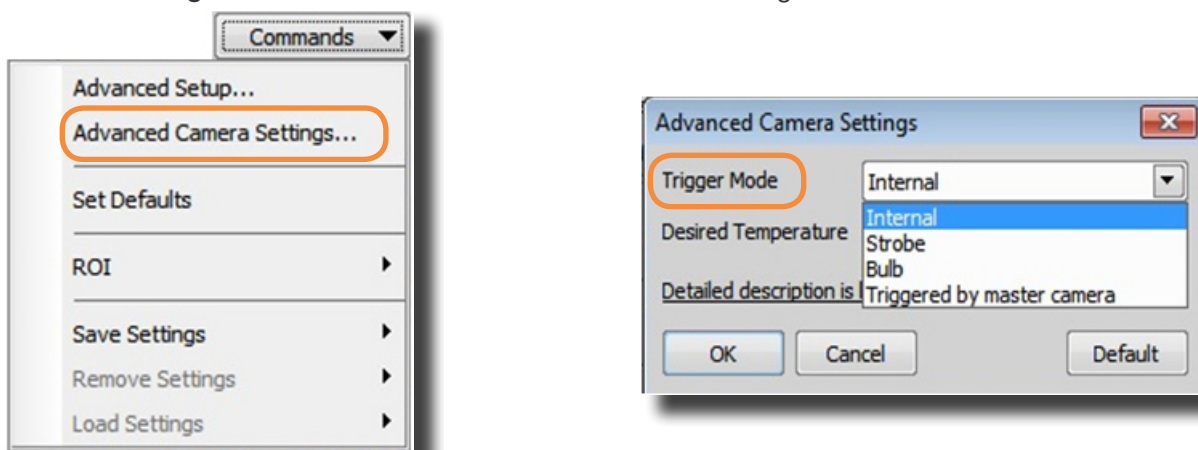 Commands
Advanced Setup...
Advanced Camera Settings...
Set Defaults
ROI
Save Settings
Remove Settings
Load Settings
Advanced Camera Settings
Trigger Mode
Internal
Internal
Strobe
Bulb
Triggered by master camera
Desired Temperature
Detailed description is
OK
Cancel
Default